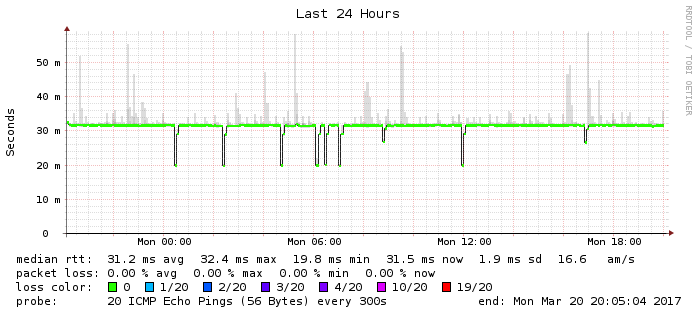 Last 24 Hours
RRDTOOL / TOBI OETIKER
Seconds
50 m
40 m
30 m
20 m
10 m
0
Mon 00:00 Mon 06:00 Mon 12:00 Mon 18:00
median rtt: 31.2 ms avg 32.4 ms max 19.8 ms min 31.5 ms now 1.9 ms sd 16.6 am/s
packet loss: 0.00 % avg 0.00 % max 0.00 % min 0.00 % now
loss color: 0 1/20 2/20 3/20 4/20 10/20 19/20
probe: 20 ICMP Echo Pings (56 Bytes) every 300s end: Mon Mar 20 20:05:04 2017